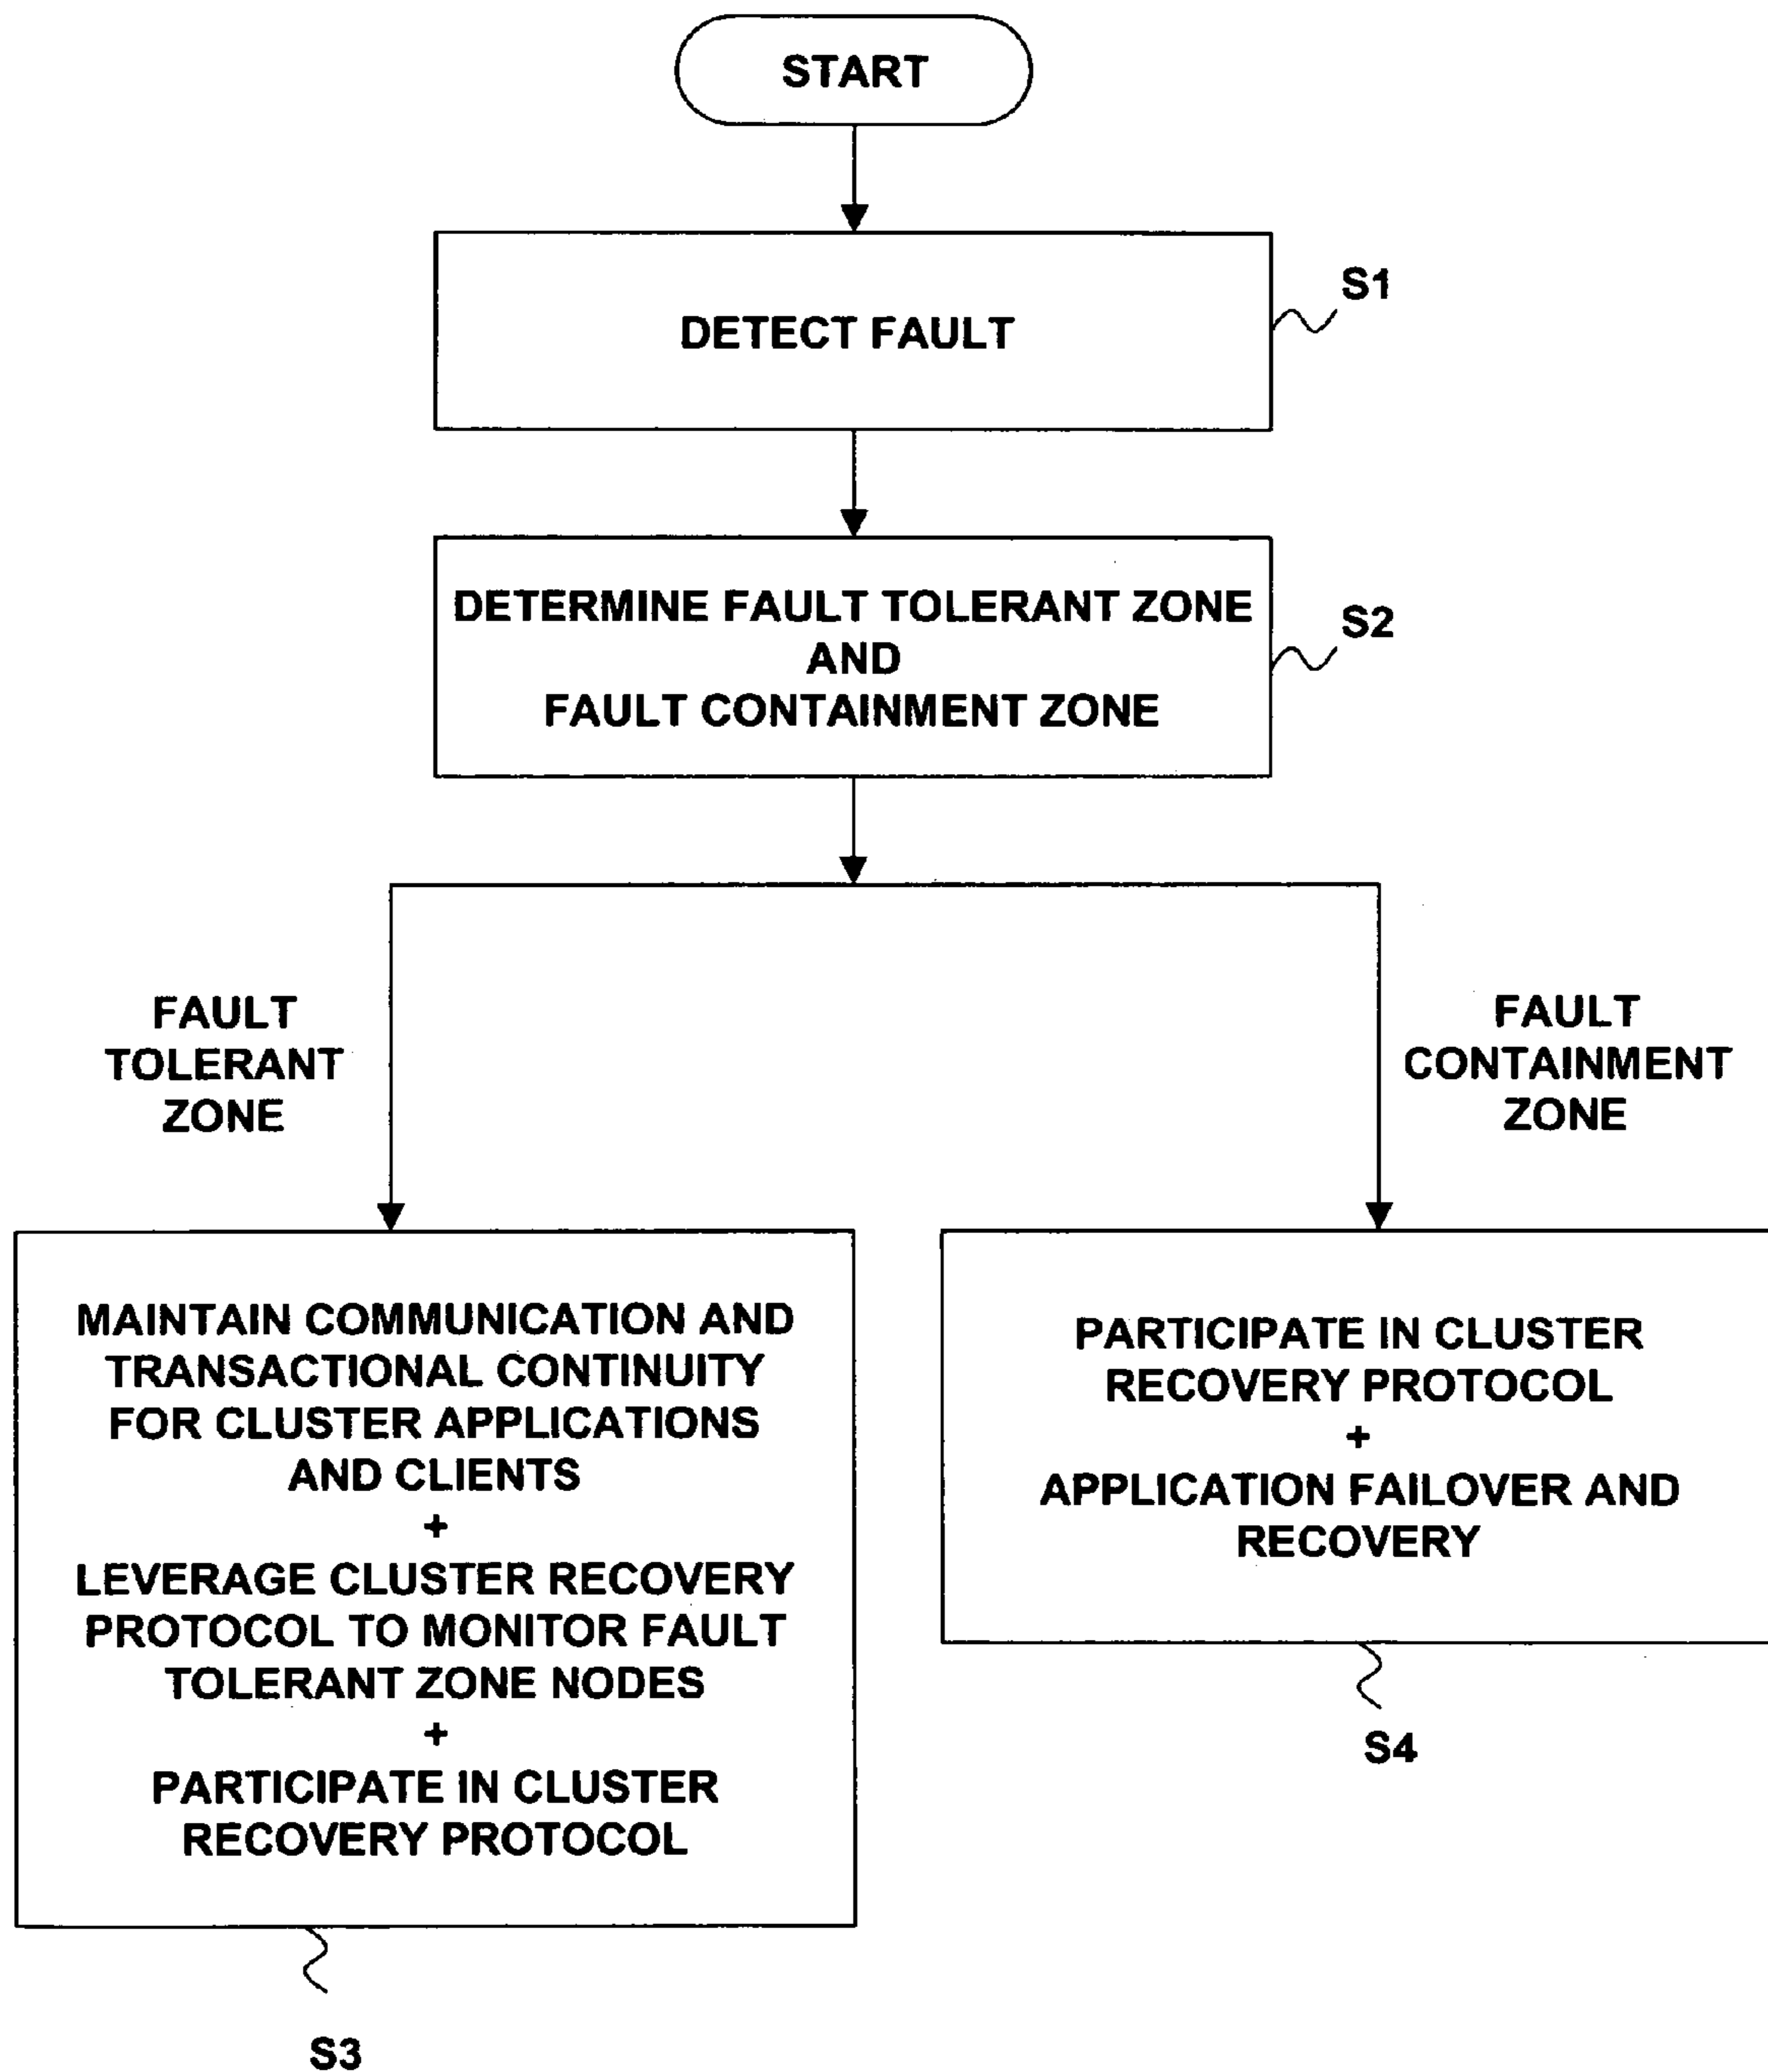 START
DETECT FAULT
S1
DETERMINE FAULT TOLERANT ZONE
AND
FAULT CONTAINMENT ZONE
S2
FAULT
TOLERANT
ZONE
FAULT
CONTAINMENT
ZONE
MAINTAIN COMMUNICATION AND
TRANSACTIONAL CONTINUITY
FOR CLUSTER APPLICATIONS
AND CLIENTS
+
LEVERAGE CLUSTER RECOVERY
PROTOCOL TO MONITOR FAULT
TOLERANT ZONE NODES
+
PARTICIPATE IN CLUSTER
RECOVERY PROTOCOL
S3
PARTICIPATE IN CLUSTER
RECOVERY PROTOCOL
+
APPLICATION FAILOVER AND
RECOVERY
S4